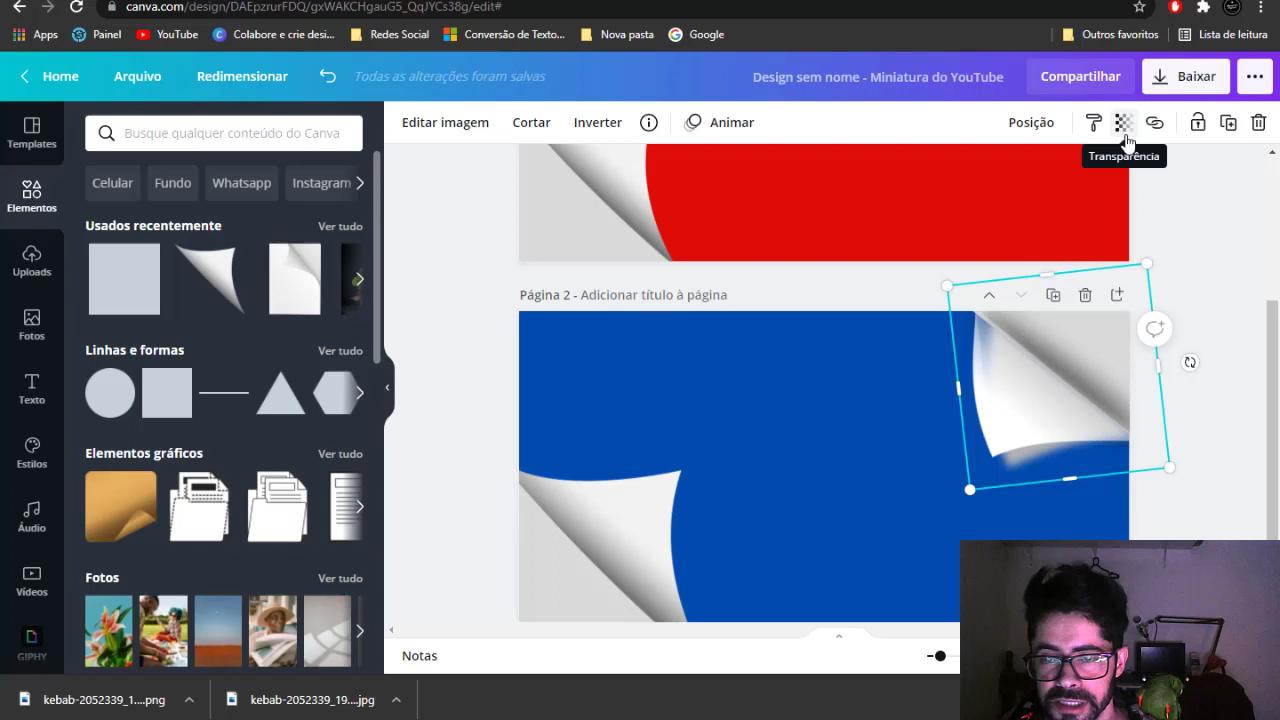 canva.com/design/DAEpzrurFDQ/gxWAKCHgauG5_QqJYCs38g/edit#
Apps Painel YouTube Colabore e crie desi... Redes Social Conversão de Texto... Nova pasta Google Outros favoritos Lista de leitura
Home Arquivo Redimensionar Todas as alterações foram salvas Design sem nome - Miniatura do YouTube Compartilhar Baixar
Templates
Elementos
Uploads
Fotos
Texto
Estilos
Áudio
Vídeos
GIPHY
Busque qualquer conteúdo do Canva
Celular Fundo Whatsapp Instagram
Usados recentemente Ver tudo
Linhas e formas Ver tudo
Elementos gráficos Ver tudo
Fotos Ver tudo
Editar imagem Cortar Inverter Animar Posição
Transparência
Página 2 - Adicionar título à página
Notas
kebab-2052339_1....png kebab-2052339_19....jpg